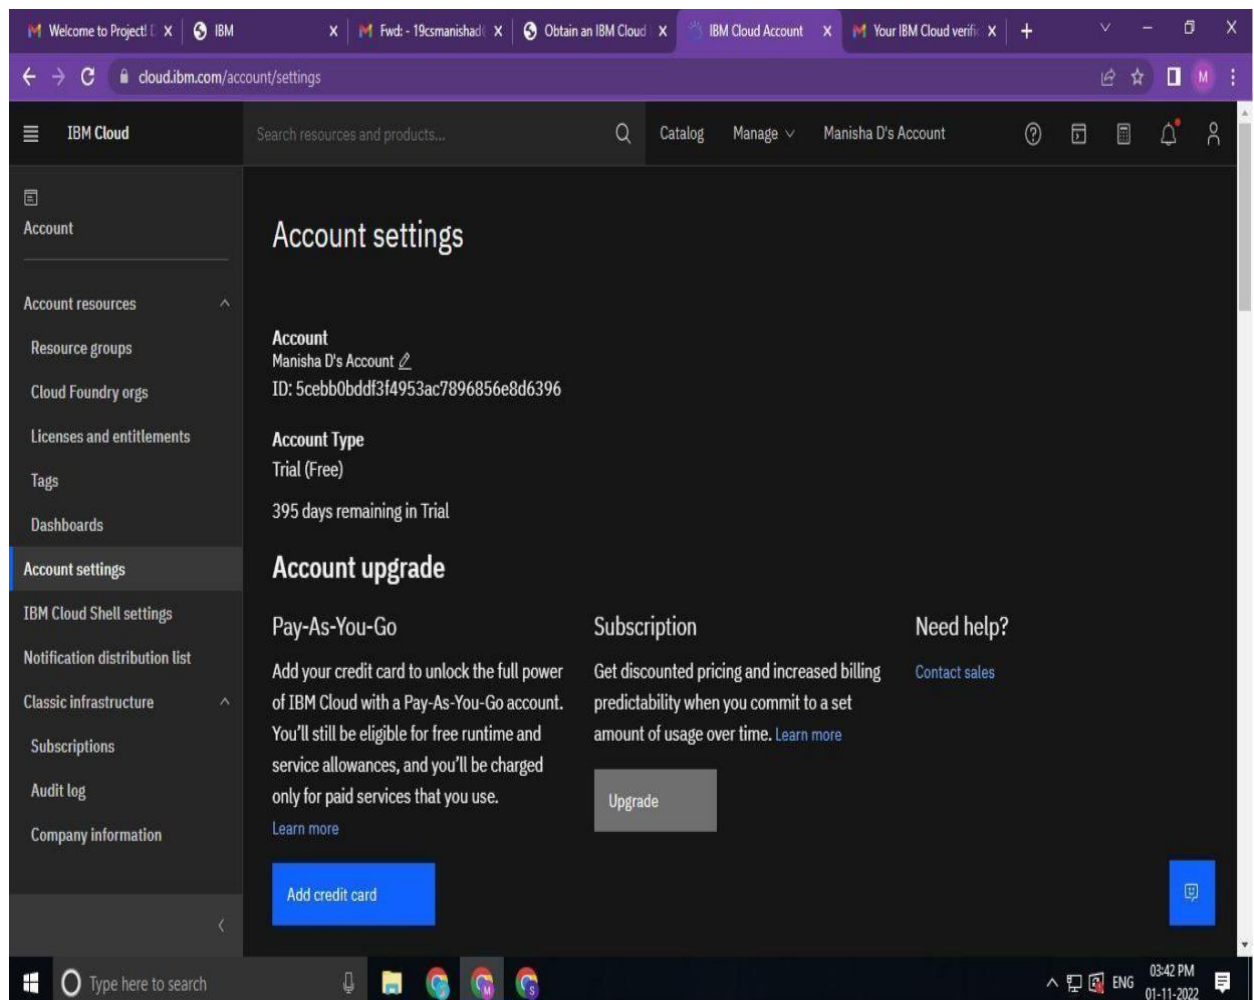 Welcome to Project! D
IBM
Fwd: - 19csmanishad(
Obtain an IBM Cloud
IBM Cloud Account
Your IBM Cloud verific
cloud.ibm.com/account/settings
M
IBM Cloud
Search resources and products...
Catalog
Manage
Manisha D's Account
Account
Account resources
Resource groups
Cloud Foundry orgs
Licenses and entitlements
Tags
Dashboards
Account settings
IBM Cloud Shell settings
Notification distribution list
Classic infrastructure
Subscriptions
Audit log
Company information
Account settings
Account
Manisha D's Account
ID: 5cebb0bddf3f4953ac7896856e8d6396
Account Type
Trial (Free)
395 days remaining in Trial
Account upgrade
Pay-As-You-Go
Add your credit card to unlock the full power
of IBM Cloud with a Pay-As-You-Go account.
You'll still be eligible for free runtime and
service allowances, and you'll be charged
only for paid services that you use.
Learn more
Add credit card
Subscription
Get discounted pricing and increased billing
predictability when you commit to a set
amount of usage over time. Learn more
Upgrade
Need help?
Contact sales
Type here to search
ENG
03:42 PM
01-11-2022